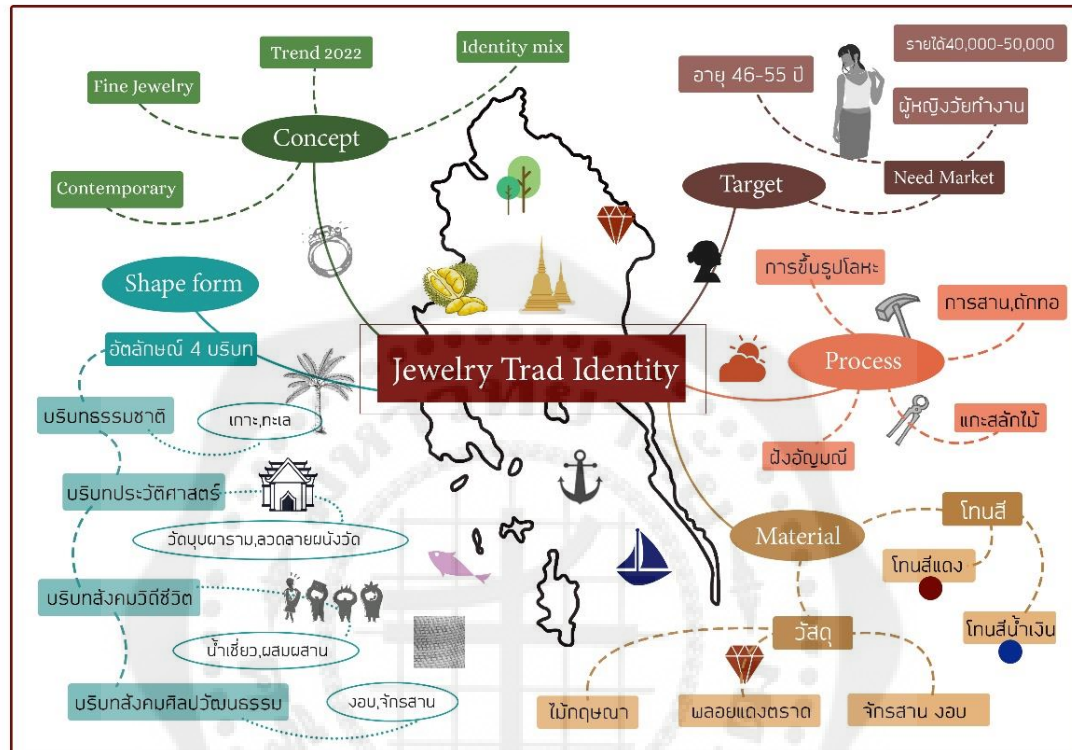 Jewelry Trad Identity
Concept
Trend 2022
Identity mix
Fine Jewelry
Contemporary
Target
อายุ 46-55 ปี
รายได้40,000-50,000
ผู้หญิงวัยทำงาน
Need Market
Shape form
อัตลักษณ์ 4 บริบท
บริบทธรรมชาติ
เกาะ,ทะเล
บริบทประวัติศาสตร์
วัดบุบผาราม,ลวดลายผนังวัด
บริบทสังคมวิถีชีวิต
น้ำเชี่ยว,ผสมผสาน
บริบทสังคมศิลปวัฒนธรรม
งอบ,จักรสาน
Process
การขึ้นรูปโลหะ
การสาน,ถักทอ
แกะสลักไม้
ฝังอัญมณี
Material
โทนสี
โทนสีแดง
โทนสีน้ำเงิน
วัสดุ
ไม้กฤษณา
พลอยแดงตราด
จักรสาน งอบ